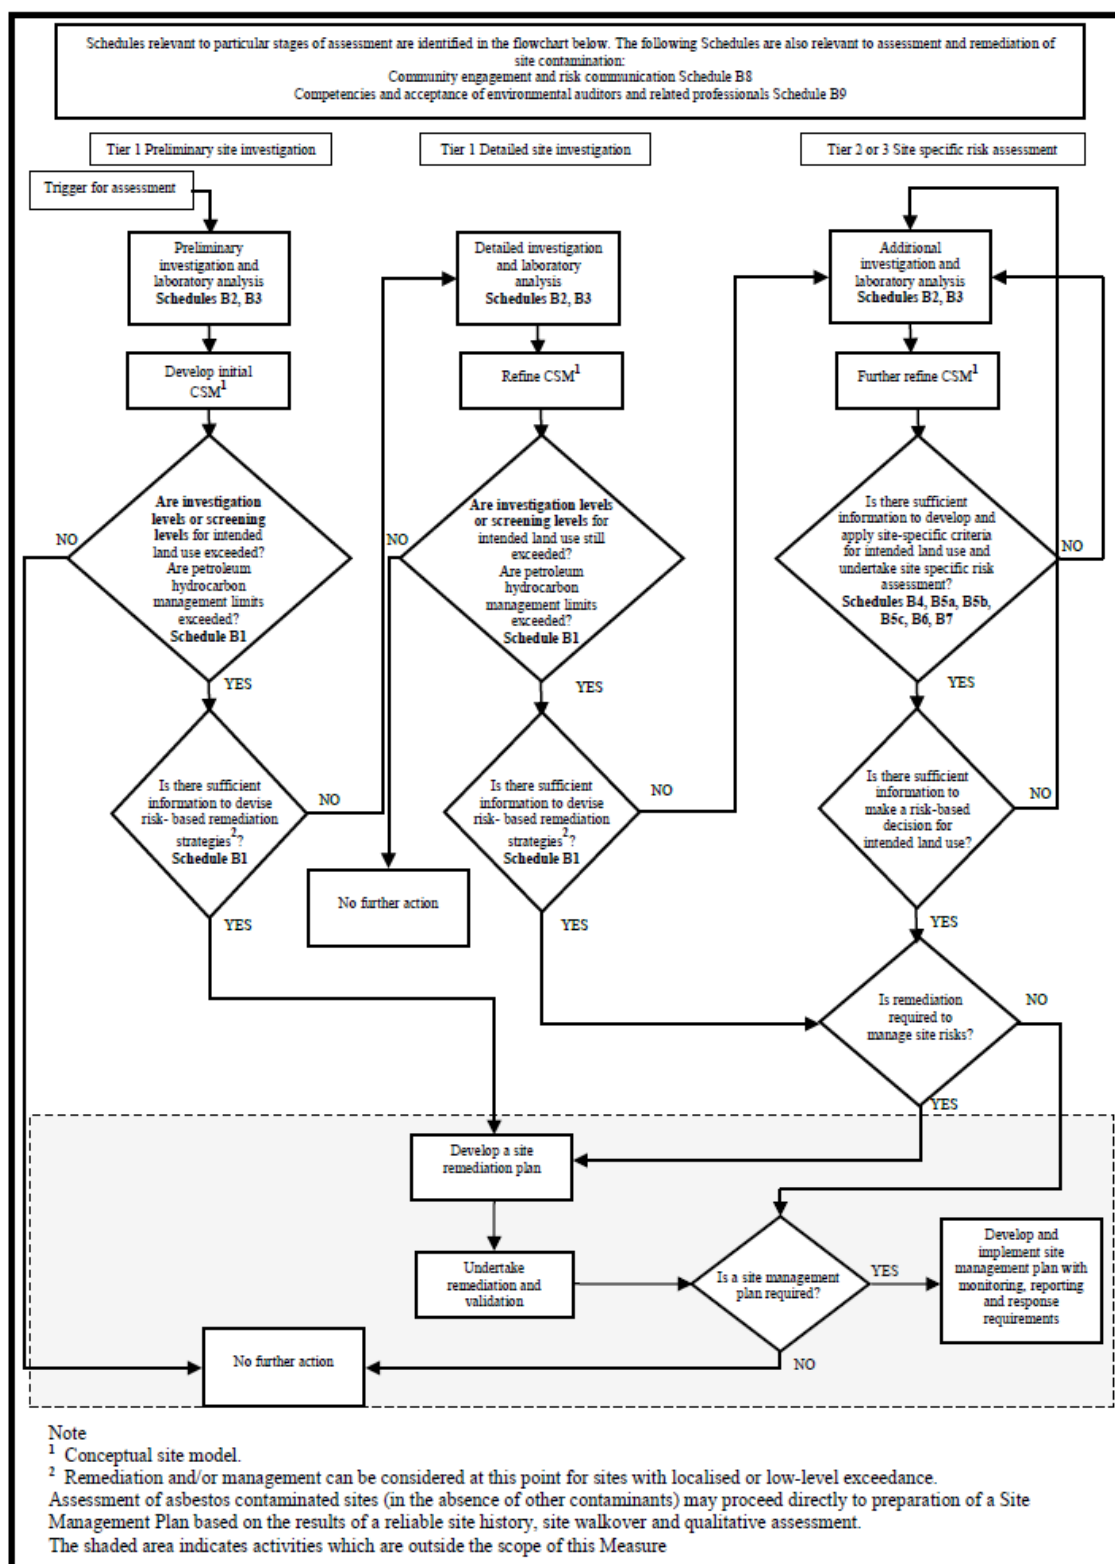 Schedules relevant to particular stages of assessment are identified in the flowchart below. The following Schedules are also relevant to assessment and remediation of
site contamination:
Community engagement and risk communication Schedule B8
Competencies and acceptance of environmental auditors and related professionals Schedule B9
Tier 1 Preliminary site investigation
Tier 1 Detailed site investigation
Tier 2 or 3 Site specific risk assessment
Trigger for assessment
Preliminary
investigation and
laboratory analysis
Schedules B2, B3
Detailed investigation
and laboratory
analysis
Schedules B2, B3
Additional
investigation and
laboratory analysis
Schedules B2, B3
Develop initial
CSM1
Refine CSM1
Further refine CSM1
Are investigation
levels or screening
levels for intended
land use exceeded?
Are petroleum
hydrocarbon
management limits
exceeded?
Schedule B1
NO
YES
Are investigation levels
or screening levels for
intended land use still
exceeded?
Are petroleum
hydrocarbon
management limits
exceeded?
Schedule B1
NO
YES
Is there sufficient
information to develop and
apply site-specific criteria
for intended land use and
undertake site specific risk
assessment?
Schedules B4, B5a, B5b,
B5c, B6, B7
NO
YES
Is there sufficient
information to devise
risk- based remediation
strategies2?
Schedule B1
NO
YES
Is there sufficient
information to devise
risk- based remediation
strategies2?
Schedule B1
NO
YES
Is there sufficient
information to
make a risk-based
decision for
intended land use?
NO
YES
No further action
Is remediation
required to
manage site risks?
NO
YES
Develop a site
remediation plan
Undertake
remediation and
validation
Is a site management
plan required?
YES
NO
Develop and
implement site
management plan with
monitoring, reporting
and response
requirements
No further action
Note
1 Conceptual site model.
2 Remediation and/or management can be considered at this point for sites with localised or low-level exceedance.
Assessment of asbestos contaminated sites (in the absence of other contaminants) may proceed directly to preparation of a Site
Management Plan based on the results of a reliable site history, site walkover and qualitative assessment.
The shaded area indicates activities which are outside the scope of this Measure